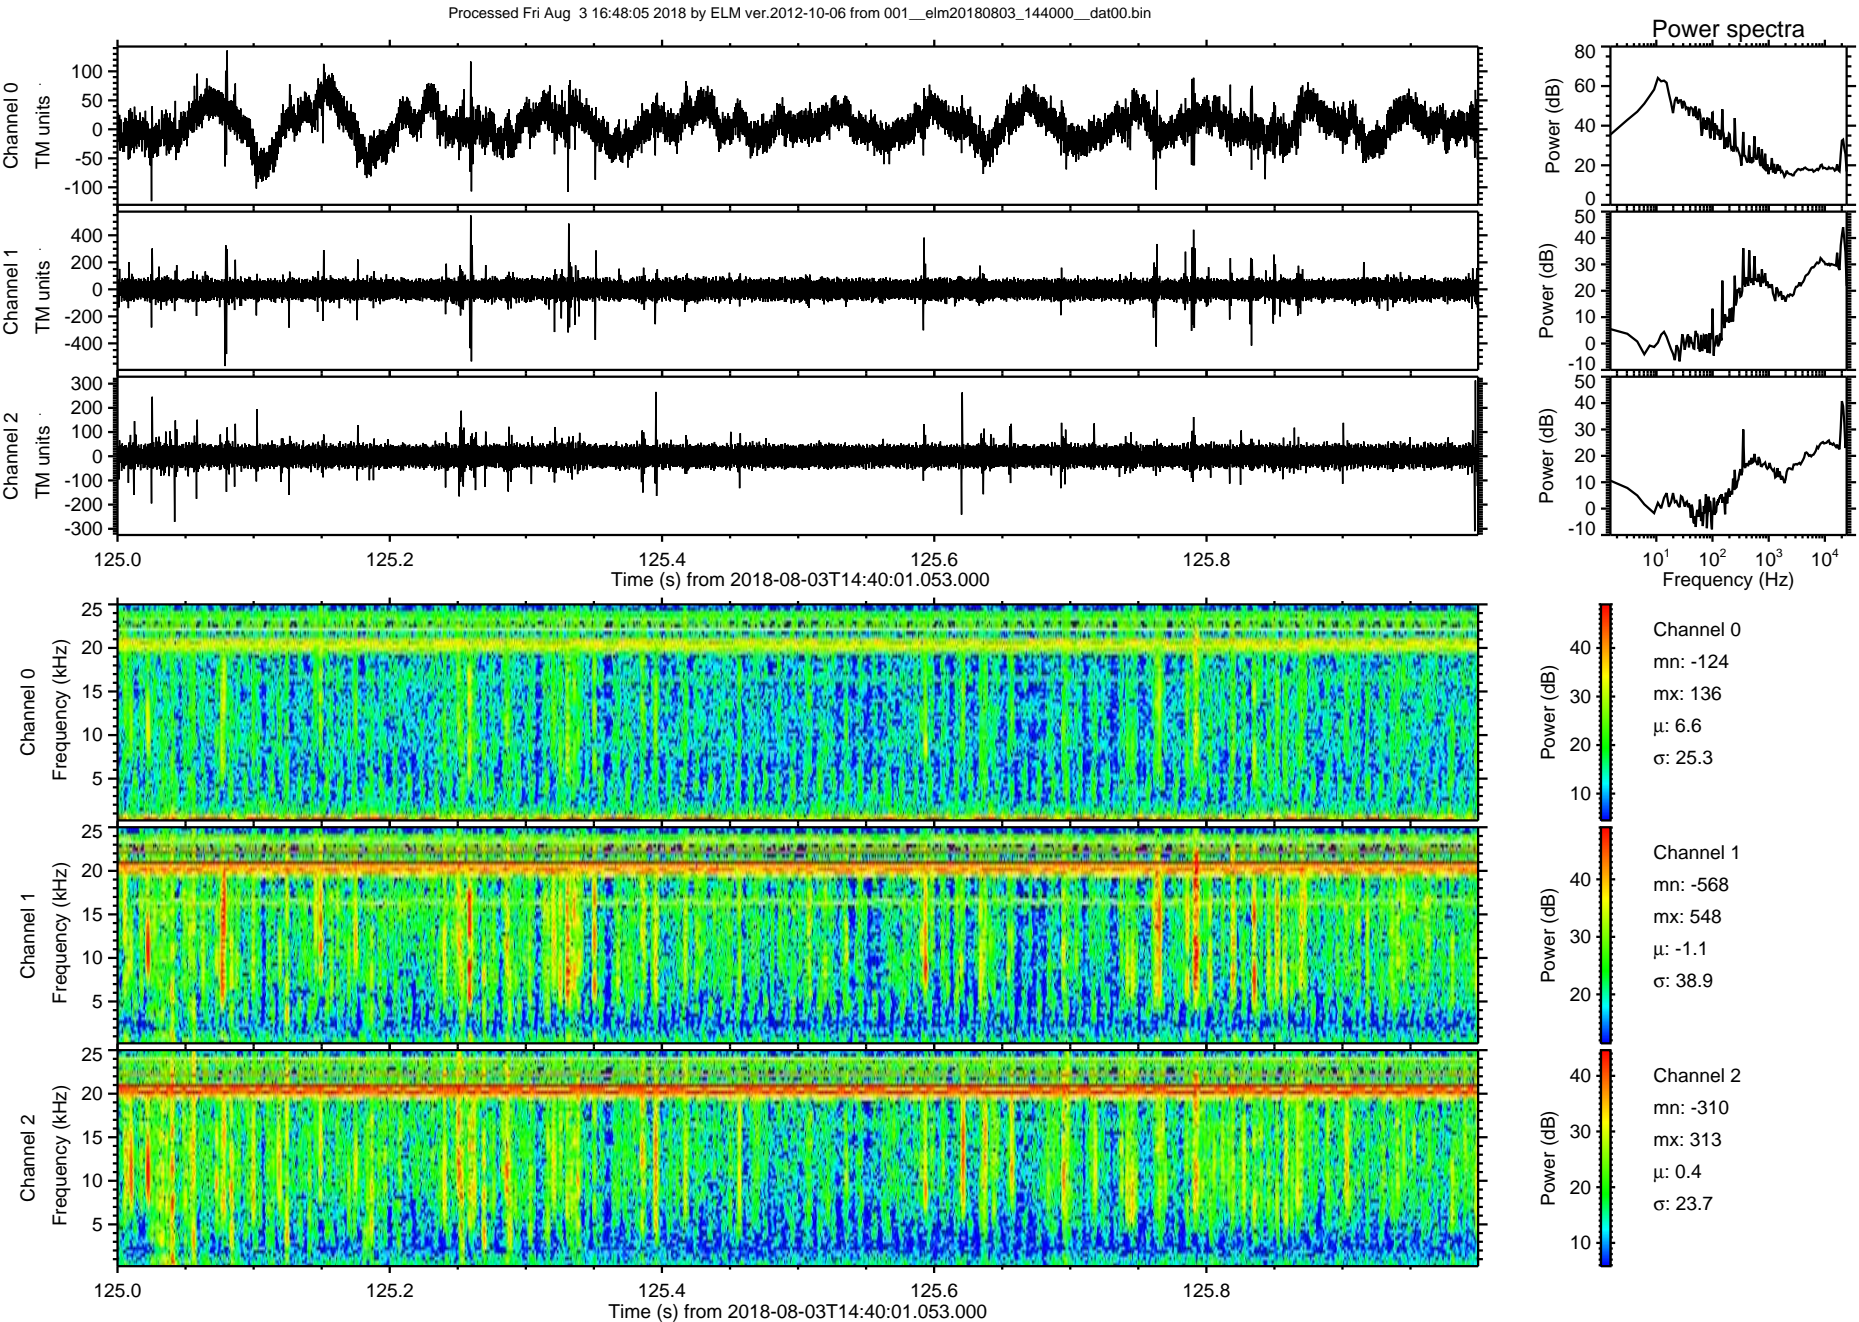 Processed Fri Aug  3 16:48:05 2018 by ELM ver.2012-10-06 from 001__elm20180803_144000__dat00.bin
Power spectra
Channel 0
TM units
100
50
0
-50
-100
Power (dB)
80
60
40
20
0
Channel 1
TM units
400
200
0
-200
-400
Power (dB)
50
40
30
20
10
0
-10
Channel 2
TM units
300
200
100
0
-100
-200
-300
Power (dB)
50
40
30
20
10
0
-10
125.0 125.2 125.4 125.6 125.8
Time (s) from 2018-08-03T14:40:01.053.000
10¹ 10² 10³ 10⁴
Frequency (Hz)
Channel 0
Frequency (kHz)
25
20
15
10
5
Power (dB)
40
30
20
10
Channel 0
mn: -124
mx: 136
μ: 6.6
σ: 25.3
Channel 1
Frequency (kHz)
25
20
15
10
5
Power (dB)
40
30
20
Channel 1
mn: -568
mx: 548
μ: -1.1
σ: 38.9
Channel 2
Frequency (kHz)
25
20
15
10
5
Power (dB)
40
30
20
10
Channel 2
mn: -310
mx: 313
μ: 0.4
σ: 23.7
125.0 125.2 125.4 125.6 125.8
Time (s) from 2018-08-03T14:40:01.053.000